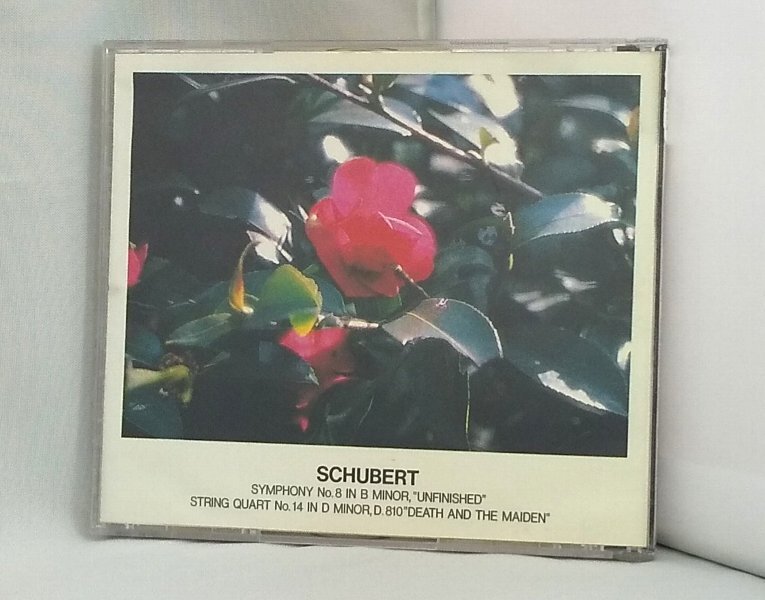 SCHUBERT
SYMPHONY No.8 IN B MINOR,"UNFINISHED"
STRING QUART No.14 IN D MINOR,D.810"DEATH AND THE MAIDEN"